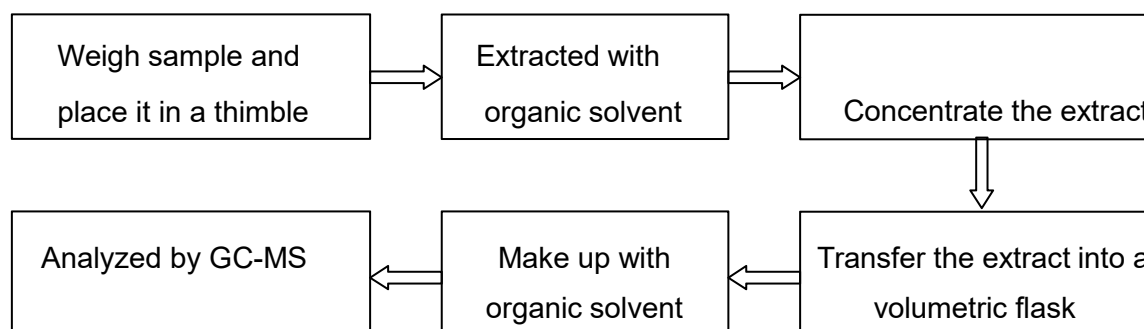 Weigh sample and
place it in a thimble
Extracted with
organic solvent
Concentrate the extract
Transfer the extract into a
volumetric flask
Make up with
organic solvent
Analyzed by GC-MS